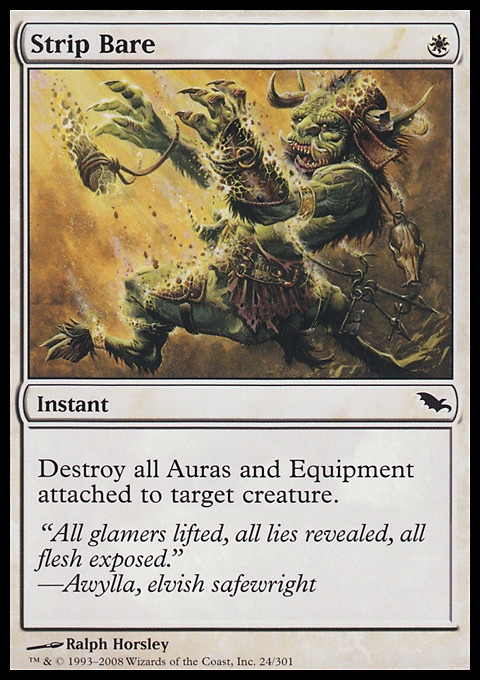 Strip Bare
Instant
Destroy all Auras and Equipment
attached to target creature.
“All glamers lifted, all lies revealed, all
flesh exposed.”
—Awylla, elvish safewright
Ralph Horsley
™ & © 1993–2008 Wizards of the Coast, Inc. 24/301